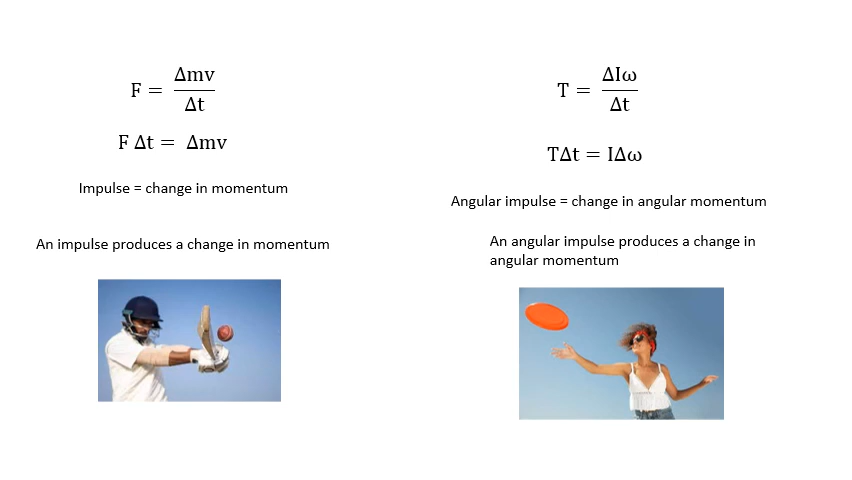 F = Δmv/Δt
F Δt = Δmv
Impulse = change in momentum
An impulse produces a change in momentum
T = ΔIω/Δt
TΔt = IΔω
Angular impulse = change in angular momentum
An angular impulse produces a change in
angular momentum